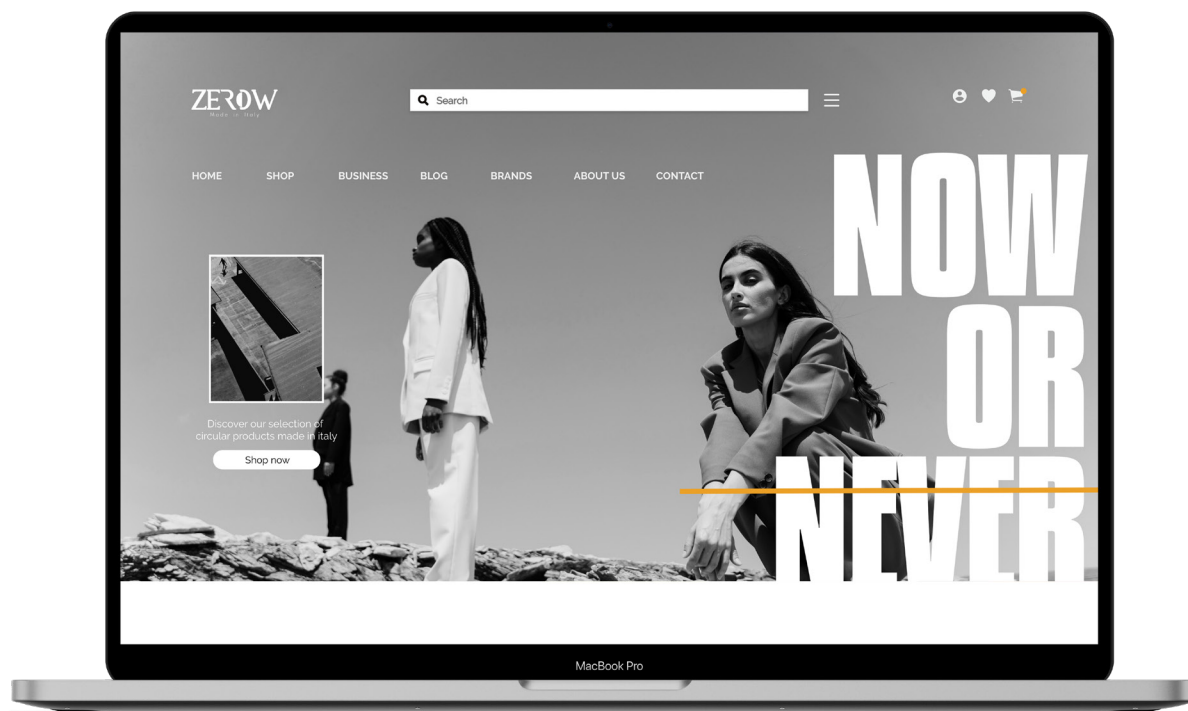 ZEROW
Made in Italy
Search
HOME SHOP BUSINESS BLOG BRANDS ABOUT US CONTACT
NOW
OR
NEVER
Discover our selection of
circular products made in italy
Shop now
MacBook Pro